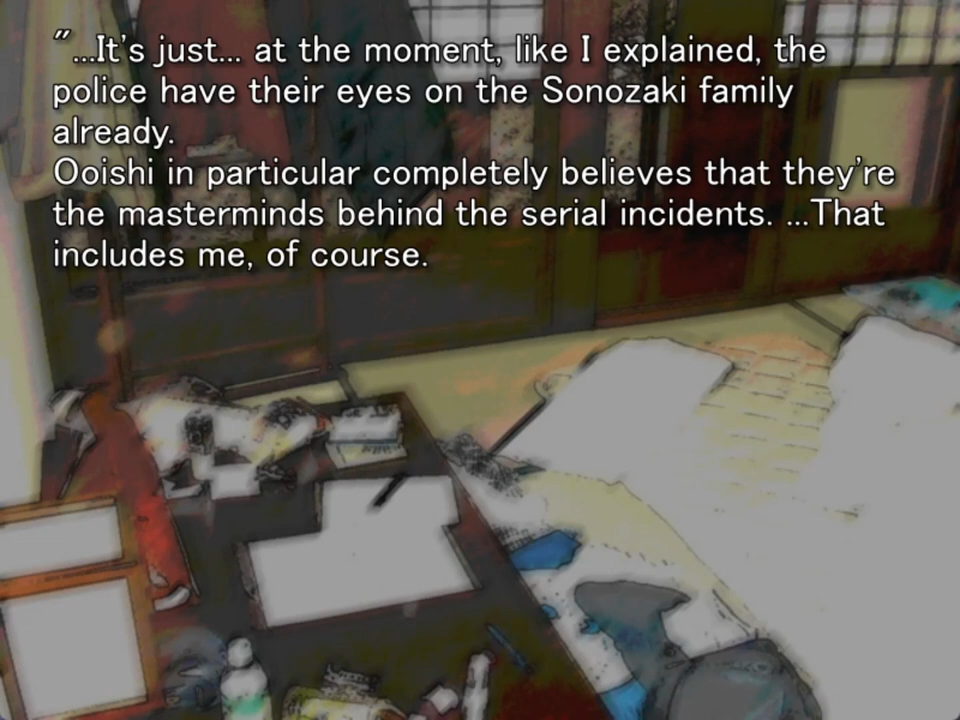 "...It's just... at the moment, like I explained, the
police have their eyes on the Sonozaki family
already.
Ooishi in particular completely believes that they're
the masterminds behind the serial incidents. ...That
includes me, of course.